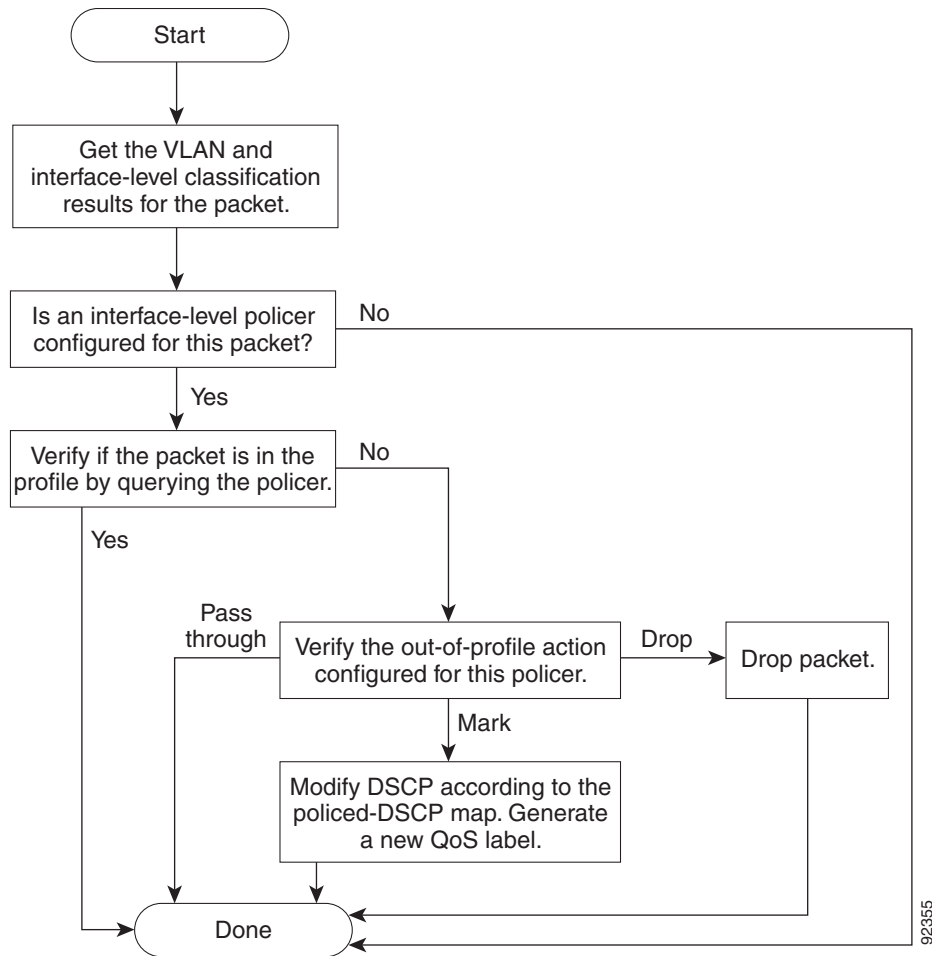 Start
Get the VLAN and
interface-level classification
results for the packet.
Is an interface-level policer
configured for this packet?
No
Yes
Verify if the packet is in the
profile by querying the policer.
No
Yes
Pass
through
Verify the out-of-profile action
configured for this policer.
Drop
Drop packet.
Mark
Modify DSCP according to the
policed-DSCP map. Generate
a new QoS label.
Done
92355